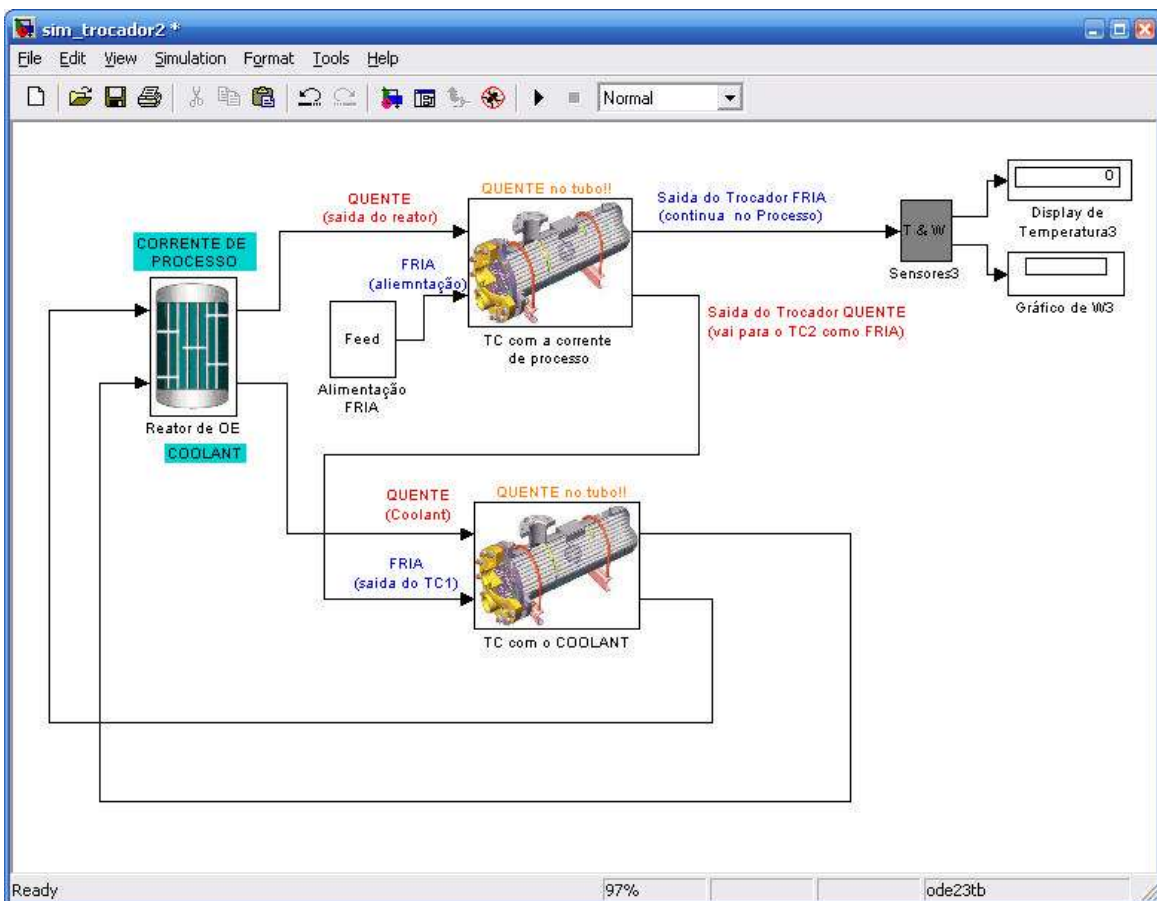 sim_trocador2 *
File Edit View Simulation Format Tools Help
Normal
QUENTE no tubo!!
QUENTE
(saida do reator)
Saida do Trocador FRIA
(continua no Processo)
0
Display de
Temperatura3
T & W
Sensores3
Gráfico de W3
CORRENTE DE
PROCESSO
FRIA
(aliemntação)
Feed
Alimentação
FRIA
TC com a corrente
de processo
Saida do Trocador QUENTE
(vai para o TC2 como FRIA)
Reator de OE
COOLANT
QUENTE no tubo!!
QUENTE
(Coolant)
FRIA
(saida do TC1)
TC com o COOLANT
Ready
97%
ode23tb